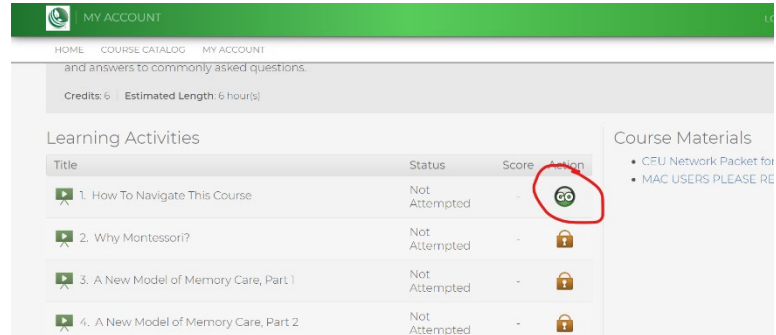 MY ACCOUNT
HOME COURSE CATALOG MY ACCOUNT
and answers to commonly asked questions.
Credits: 6 Estimated Length: 6 hour(s)
Learning Activities
Title Status Score Action
1. How To Navigate This Course Not Attempted - GO
2. Why Montessori? Not Attempted -
3. A New Model of Memory Care, Part 1 Not Attempted -
4. A New Model of Memory Care, Part 2 Not Attempted -
Course Materials
CEU Network Packet for
MAC USERS PLEASE RE